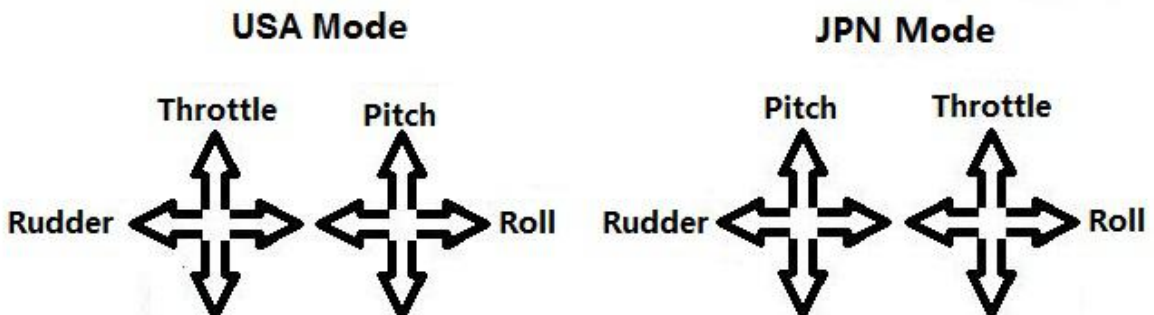 USA Mode
JPN Mode
Throttle
Pitch
Pitch
Throttle
Rudder
Roll
Rudder
Roll